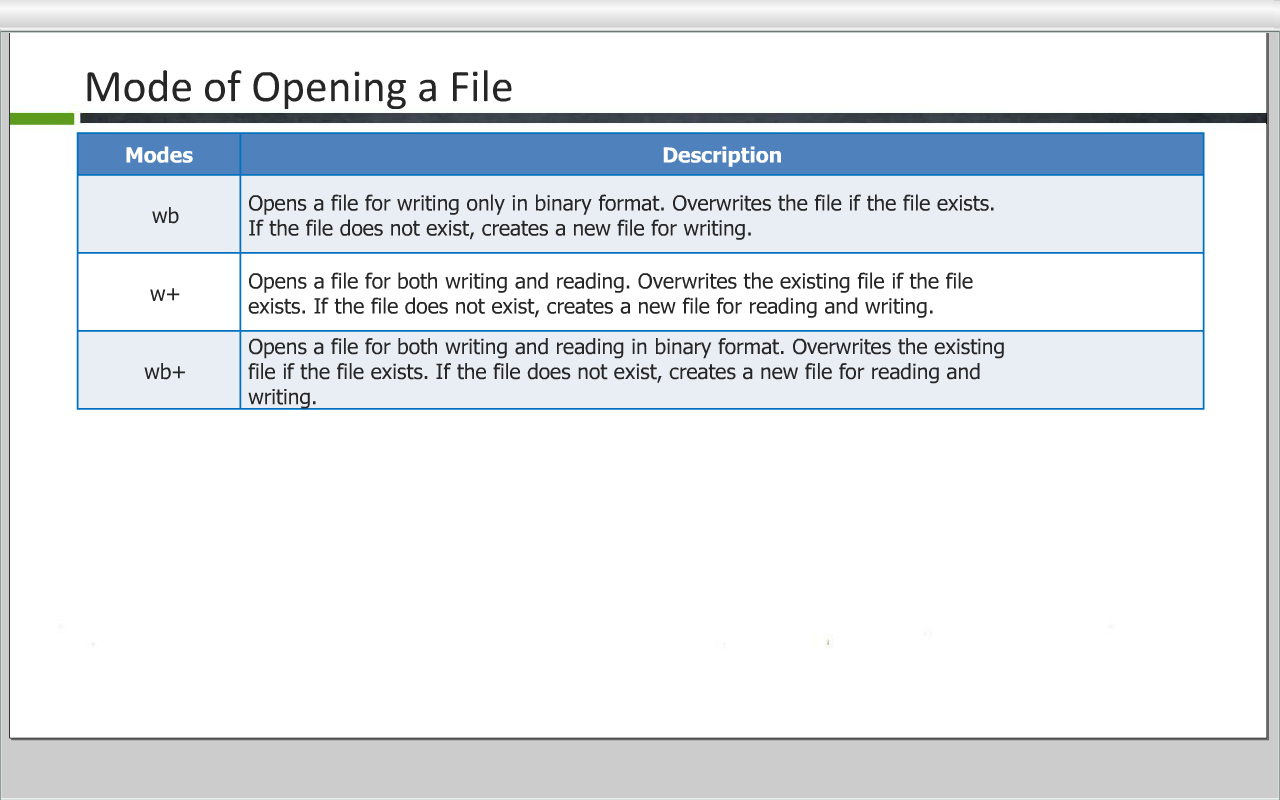 Mode of Opening a File
Modes
Description
wb
Opens a file for writing only in binary format. Overwrites the file if the file exists.
If the file does not exist, creates a new file for writing.
w+
Opens a file for both writing and reading. Overwrites the existing file if the file
exists. If the file does not exist, creates a new file for reading and writing.
wb+
Opens a file for both writing and reading in binary format. Overwrites the existing
file if the file exists. If the file does not exist, creates a new file for reading and
writing.